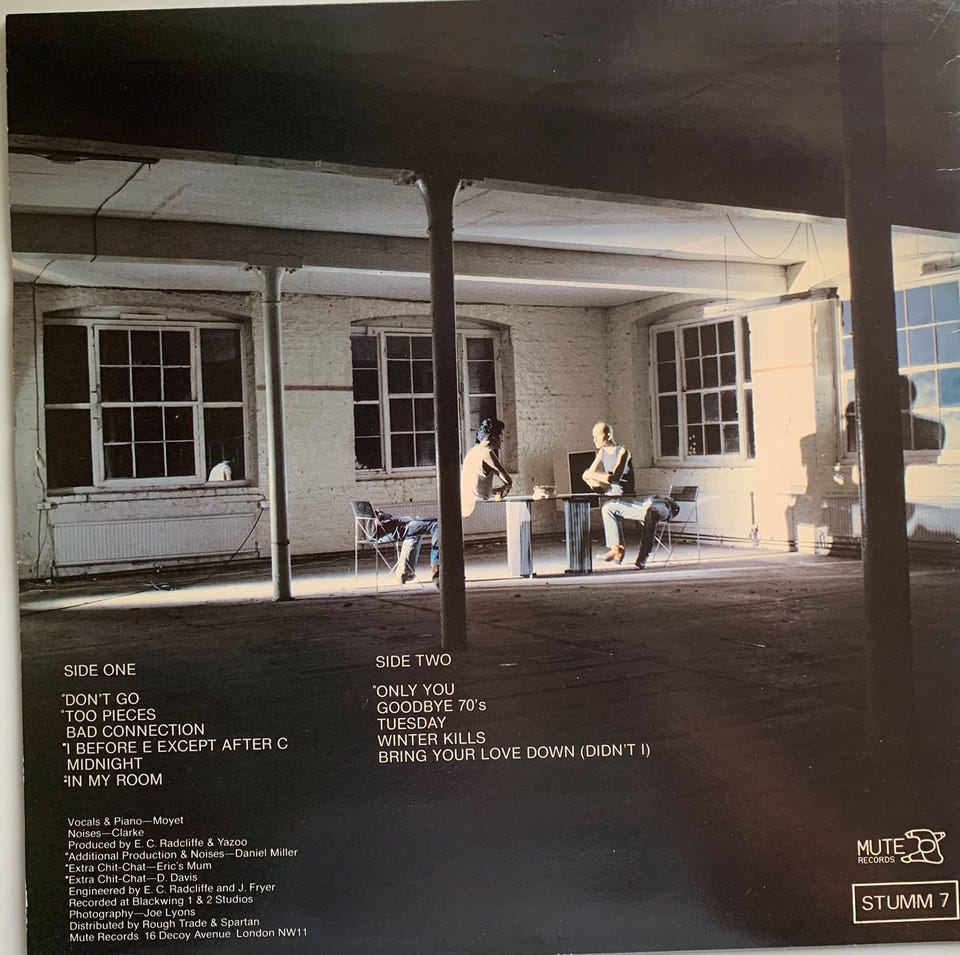 SIDE ONE
°DON'T GO
°TOO PIECES
BAD CONNECTION
*I BEFORE E EXCEPT AFTER C
MIDNIGHT
‡IN MY ROOM
SIDE TWO
°ONLY YOU
GOODBYE 70's
TUESDAY
WINTER KILLS
BRING YOUR LOVE DOWN (DIDN'T I)
Vocals & Piano—Moyet
Noises—Clarke
Produced by E. C. Radcliffe & Yazoo
°Additional Production & Noises—Daniel Miller
*Extra Chit-Chat—Eric's Mum
‡Extra Chit-Chat—D. Davis
Engineered by E. C. Radcliffe and J. Fryer
Recorded at Blackwing 1 & 2 Studios
Photography—Joe Lyons
Distributed by Rough Trade & Spartan
Mute Records 16 Decoy Avenue London NW11
MUTE
RECORDS
STUMM 7